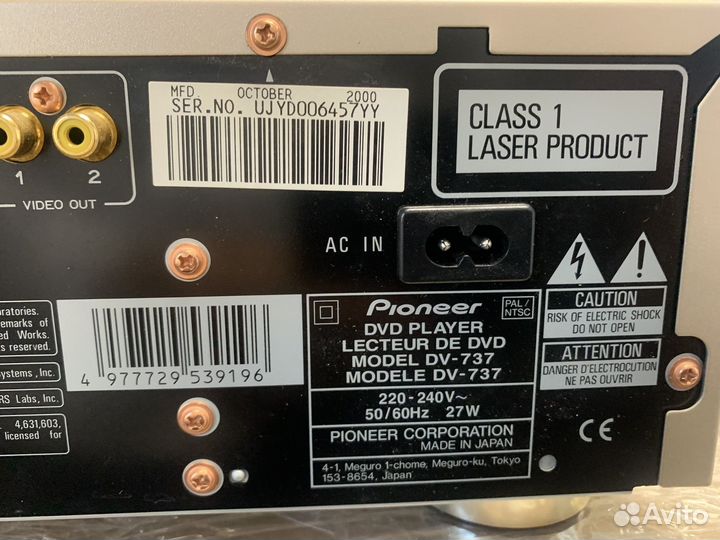 MFD. OCTOBER 2000
SER.NO. UJYD006457YY
CLASS 1
LASER PRODUCT
1 2
VIDEO OUT
AC IN
oratories.
emarks of
ed Works.
s reserved.
systems, Inc.
RS Labs, Inc.
4,631,603,
licensed for
4 977729 539196
Pioneer
PAL/
NTSC
DVD PLAYER
LECTEUR DE DVD
MODEL DV-737
MODELE DV-737
220-240V~
50/60Hz 27W
PIONEER CORPORATION
MADE IN JAPAN
4-1, Meguro 1-chome, Meguro-ku, Tokyo
153-8654, Japan
CAUTION
RISK OF ELECTRIC SHOCK
DO NOT OPEN
ATTENTION
DANGER D'ELECTROCUTION
NE PAS OUVRIR
CE
Avito